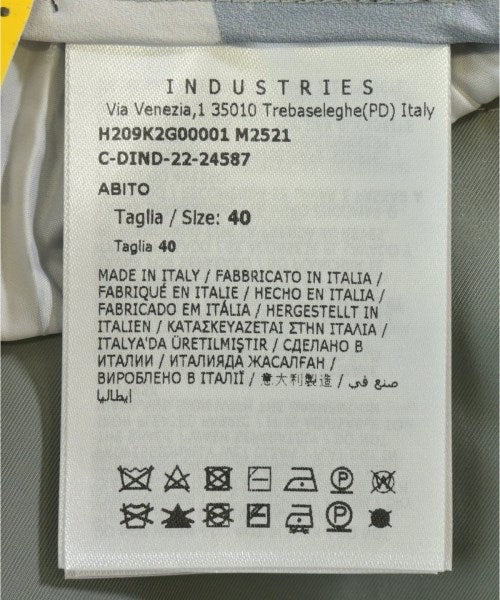 INDUSTRIES
Via Venezia,1 35010 Trebaseleghe(PD) Italy
H209K2G00001 M2521
C-DIND-22-24587
ABITO
Taglia / Size: 40
Taglia 40
MADE IN ITALY / FABBRICATO IN ITALIA /
FABRIQUÉ EN ITALIE / HECHO EN ITALIA /
FABRICADO EM ITÁLIA / HERGESTELLT IN
ITALIEN / ΚΑΤΑΣΚΕΥΑΖΕΤΑΙ ΣΤΗΝ ΙΤΑΛΙΑ /
ITALYA'DA ÜRETILMIŞTIR / СДЕЛАНО В
ИТАЛИИ / ИТАЛИЯДА ЖАСАЛҒАН /
ВИРОБЛЕНО В ІТАЛІЇ / 意大利製造 / صنع في
ايطاليا